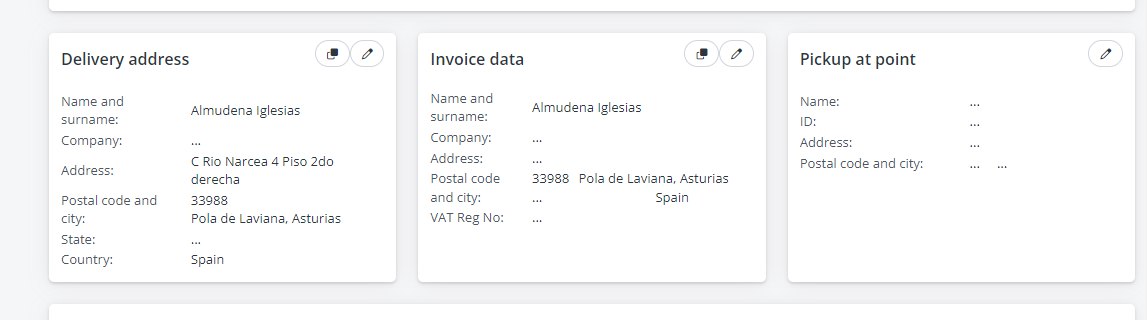 Delivery address
Name and
surname:
Almudena Iglesias
Company:
...
Address:
C Rio Narcea 4 Piso 2do
derecha
Postal code and
city:
33988
Pola de Laviana, Asturias
State:
...
Country:
Spain
Invoice data
Name and
surname:
Almudena Iglesias
Company:
...
Address:
...
Postal code
and city:
33988 Pola de Laviana, Asturias
... Spain
VAT Reg No:
...
Pickup at point
Name:
...
ID:
...
Address:
...
Postal code and city:
... ...